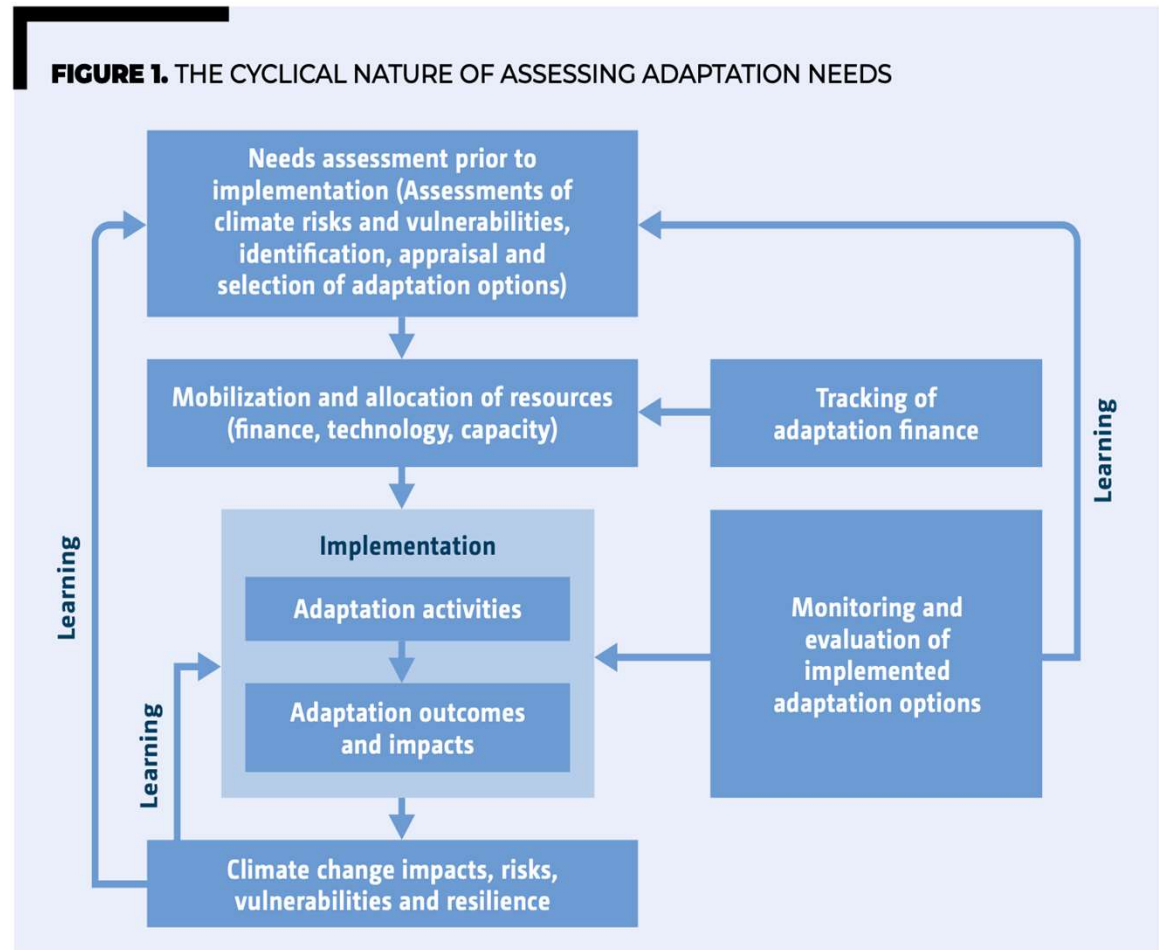 FIGURE 1. THE CYCLICAL NATURE OF ASSESSING ADAPTATION NEEDS
Needs assessment prior to
implementation (Assessments of
climate risks and vulnerabilities,
identification, appraisal and
selection of adaptation options)
Mobilization and allocation of resources
(finance, technology, capacity)
Tracking of
adaptation finance
Learning
Implementation
Adaptation activities
Adaptation outcomes
and impacts
Monitoring and
evaluation of
implemented
adaptation options
Learning
Learning
Climate change impacts, risks,
vulnerabilities and resilience